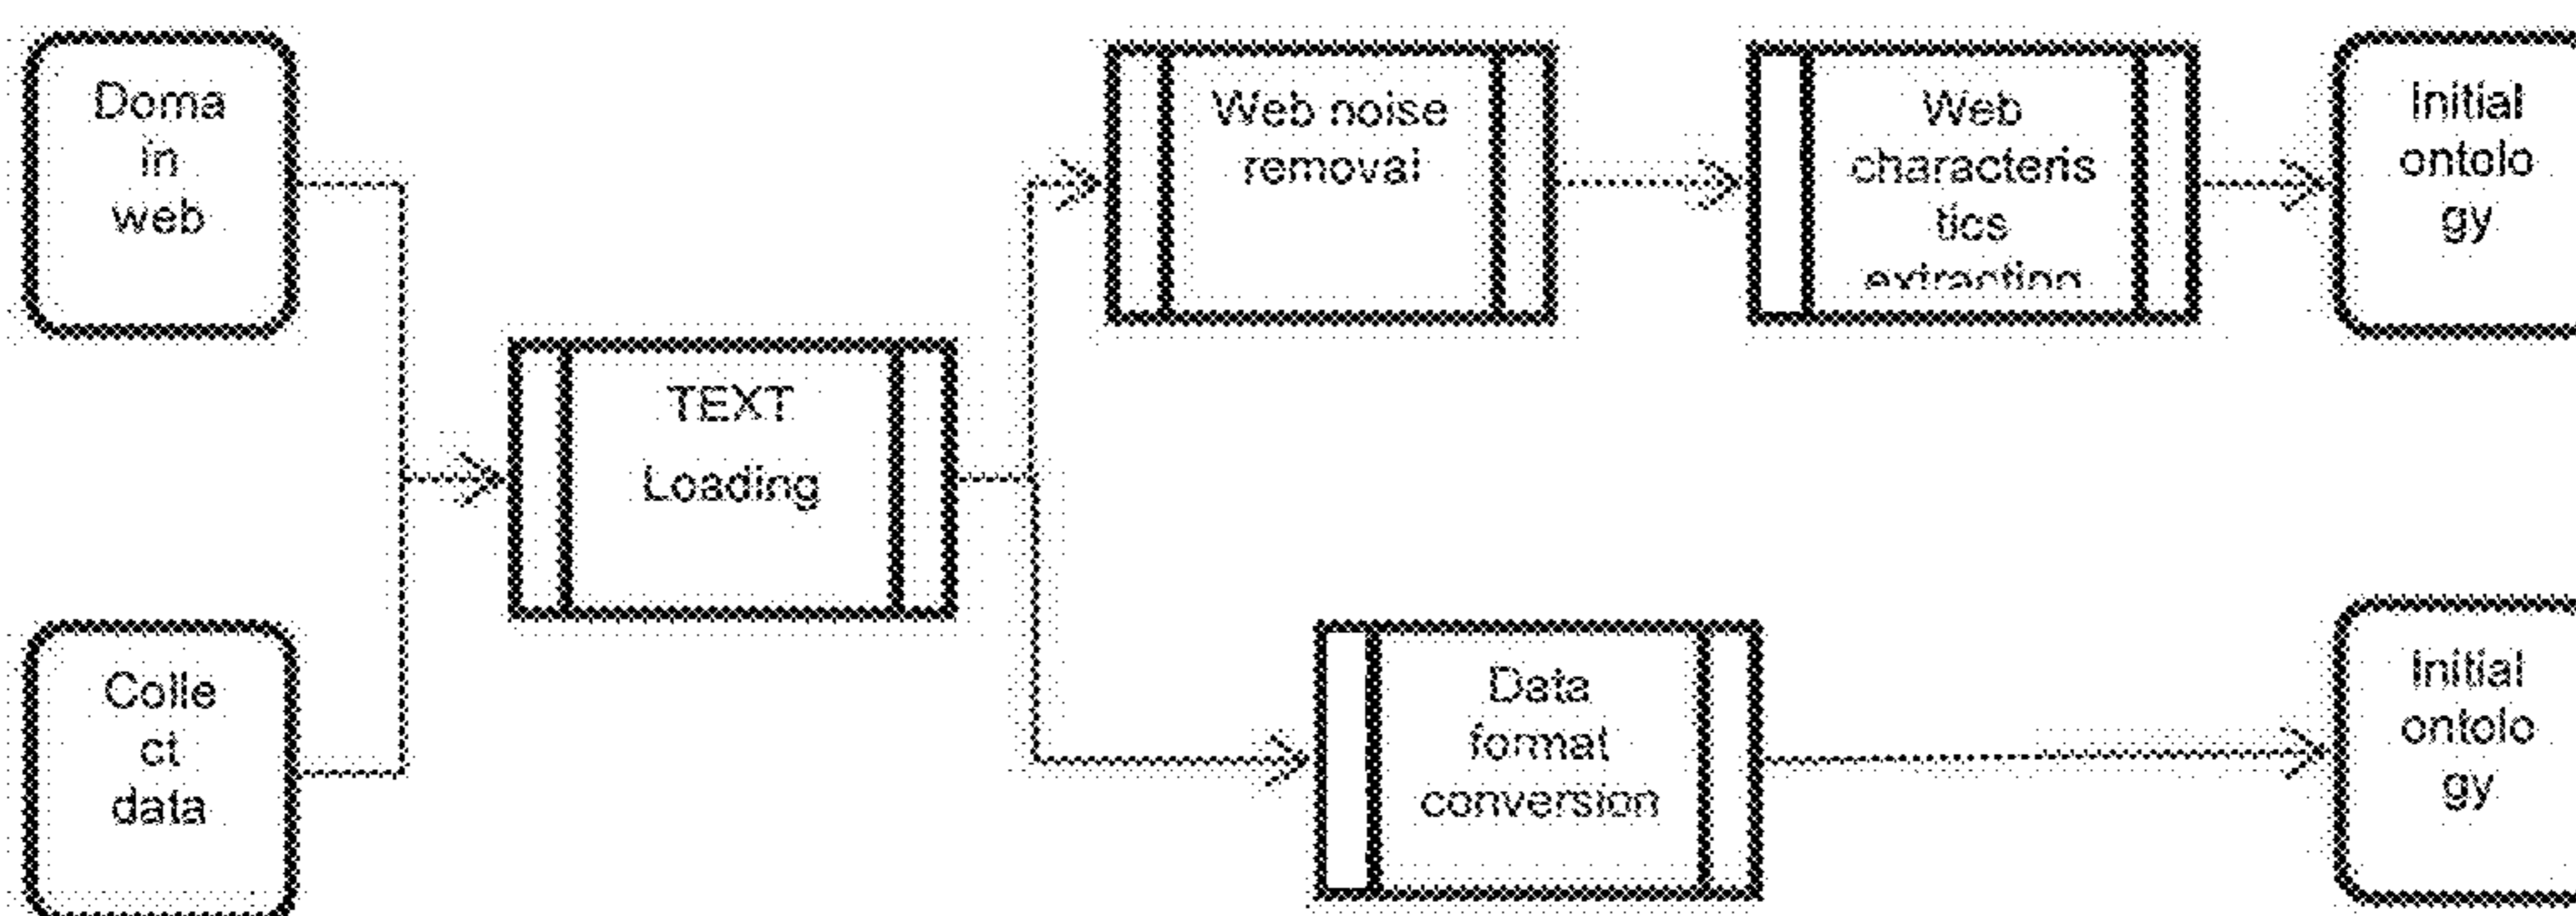 Doma
in
web
Web noise
removal
Web
characteris
tics
extraction
Initial
ontolo
gy
TEXT
Loading
Colle
ct
data
Data
format
conversion
Initial
ontolo
gy